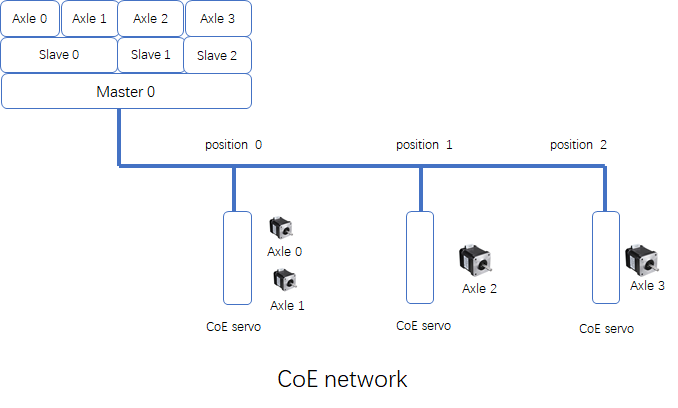 Axle 0 Axle 1 Axle 2 Axle 3
Slave 0 Slave 1 Slave 2
Master 0
position 0 position 1 position 2
Axle 0
Axle 1
CoE servo
Axle 2
CoE servo
Axle 3
CoE servo
CoE network